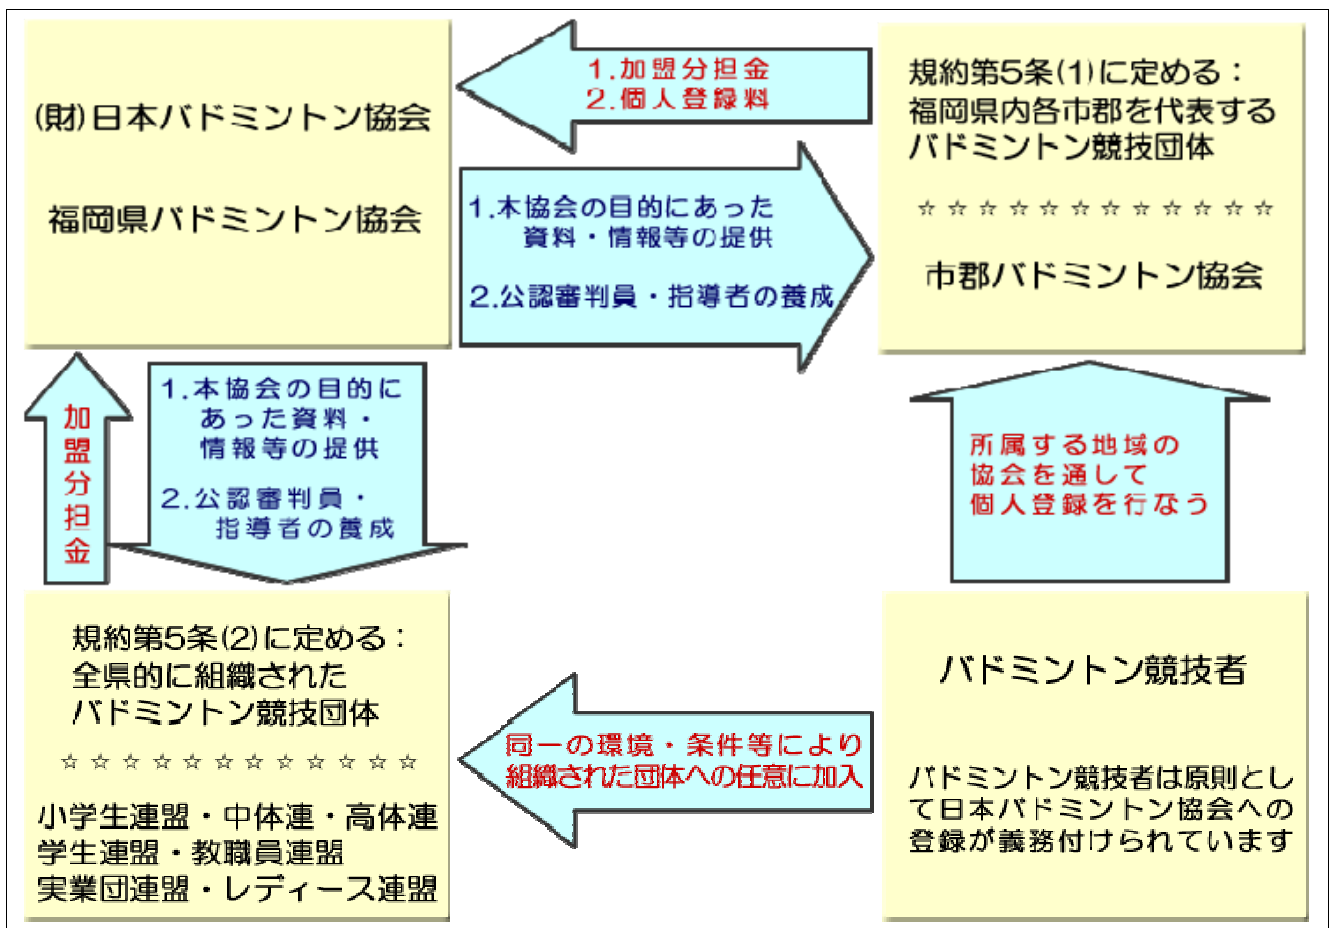 (財)日本バドミントン協会
福岡県バドミントン協会
1.加盟分担金
2.個人登録料
1.本協会の目的にあった
資料・情報等の提供
2.公認審判員・指導者の養成
規約第5条(1)に定める：
福岡県内各市郡を代表する
バドミントン競技団体
☆☆☆☆☆☆☆☆☆☆☆☆
市郡バドミントン協会
加盟分担金
1.本協会の目的に
あった資料・
情報等の提供
2.公認審判員・
指導者の養成
所属する地域の
協会を通して
個人登録を行なう
規約第5条(2)に定める：
全県的に組織された
バドミントン競技団体
☆☆☆☆☆☆☆☆☆☆☆☆
小学生連盟・中体連・高体連
学生連盟・教職員連盟
実業団連盟・レディース連盟
同一の環境・条件等により
組織された団体への任意に加入
バドミントン競技者
バドミントン競技者は原則とし
て日本バドミントン協会への
登録が義務付けられています